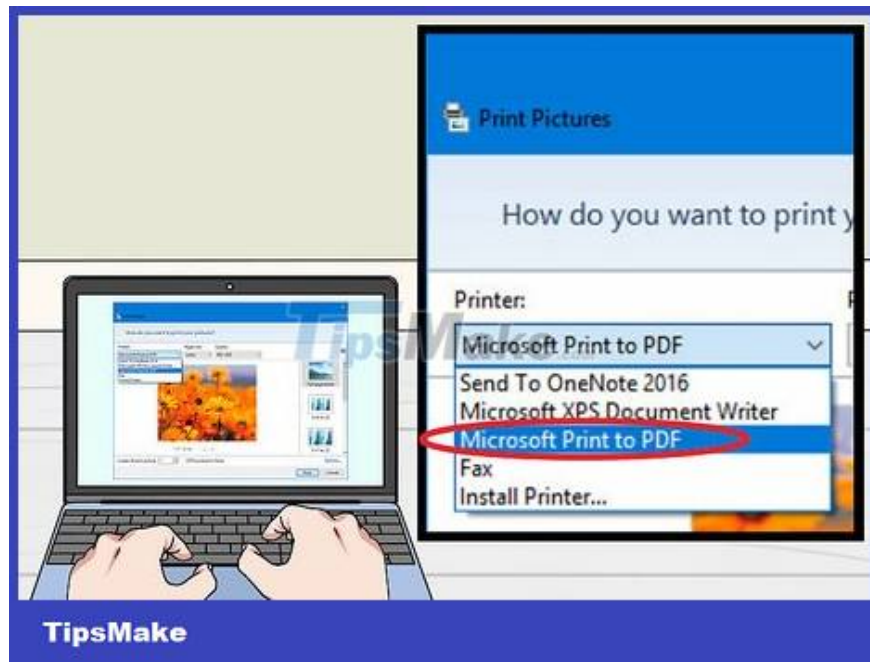 Print Pictures
How do you want to print y
Printer:
Microsoft Print to PDF
Send To OneNote 2016
Microsoft XPS Document Writer
Microsoft Print to PDF
Fax
Install Printer...
TipsMake
TipsMake